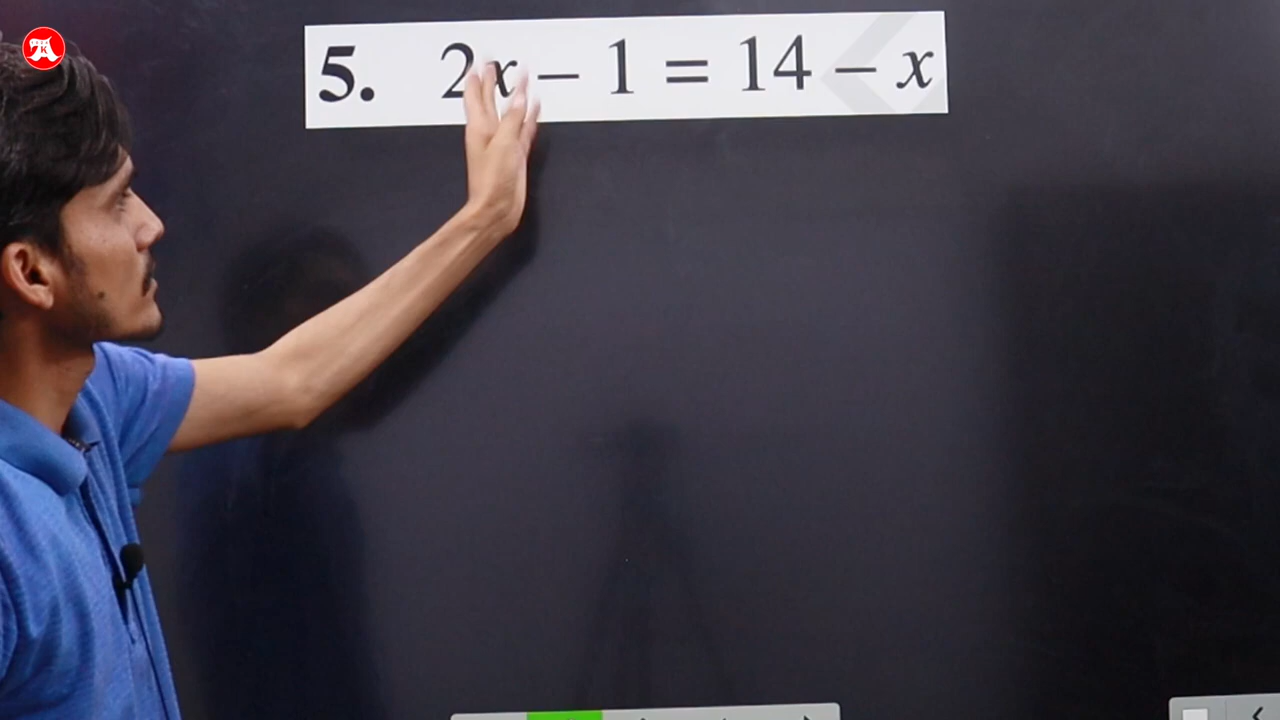 5. 2x – 1 = 14 – x